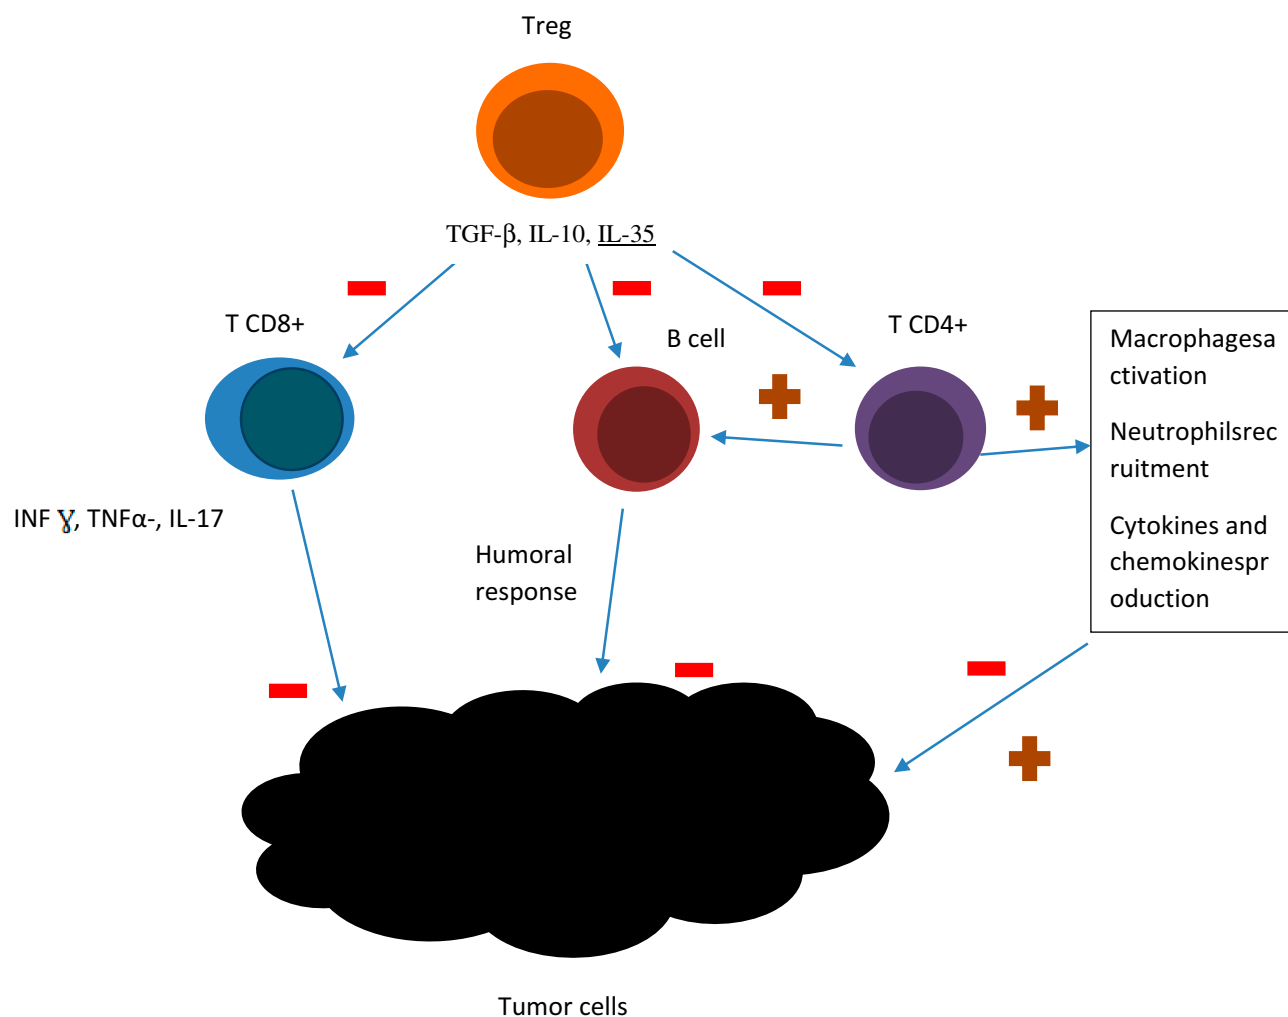 Treg
TGF-β, IL-10, IL-35
T CD8+
B cell
T CD4+
Macrophagesa
ctivation
Neutrophilsrec
ruitment
Cytokines and
chemokinespr
oduction
INF Ɣ, TNFα-, IL-17
Humoral
response
Tumor cells